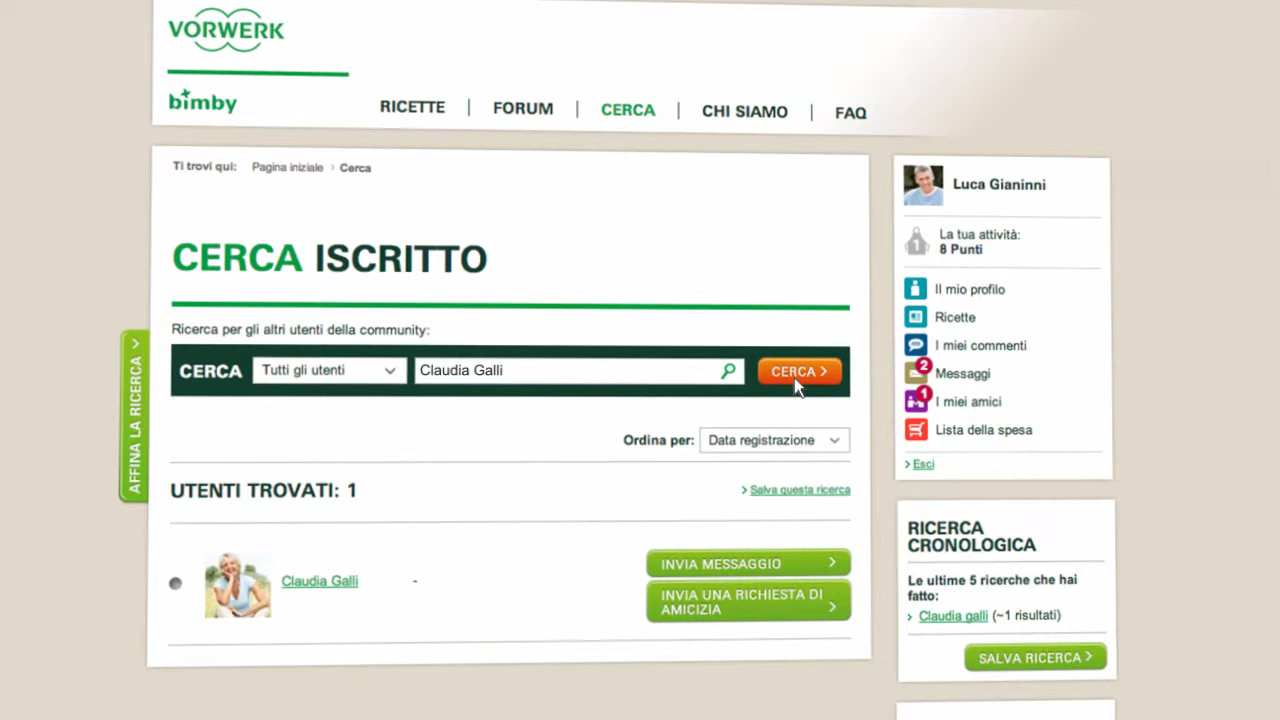 VORWERK
bimby
RICETTE | FORUM | CERCA | CHI SIAMO | FAQ
Ti trovi qui: Pagina iniziale › Cerca
CERCA ISCRITTO
Ricerca per gli altri utenti della community:
CERCA Tutti gli utenti Claudia Galli CERCA
AFFINA LA RICERCA
Ordina per: Data registrazione
UTENTI TROVATI: 1 Salva questa ricerca
Claudia Galli -
INVIA MESSAGGIO
INVIA UNA RICHIESTA DI
AMICIZIA
Luca Gianinni
1
La tua attività:
8 Punti
Il mio profilo
Ricette
I miei commenti
2 Messaggi
1 I miei amici
Lista della spesa
Esci
RICERCA
CRONOLOGICA
Le ultime 5 ricerche che hai
fatto:
Claudia galli (~1 risultati)
SALVA RICERCA